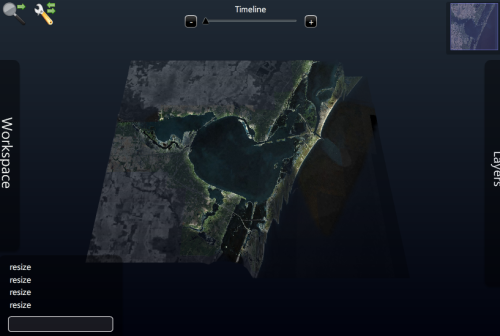 Timeline
-
+
Workspace
Layers
resize
resize
resize
resize